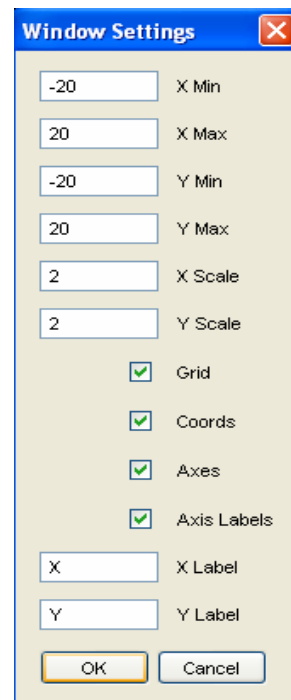 Window Settings
-20 X Min
20 X Max
-20 Y Min
20 Y Max
2 X Scale
2 Y Scale
Grid
Coords
Axes
Axis Labels
X X Label
Y Y Label
OK Cancel